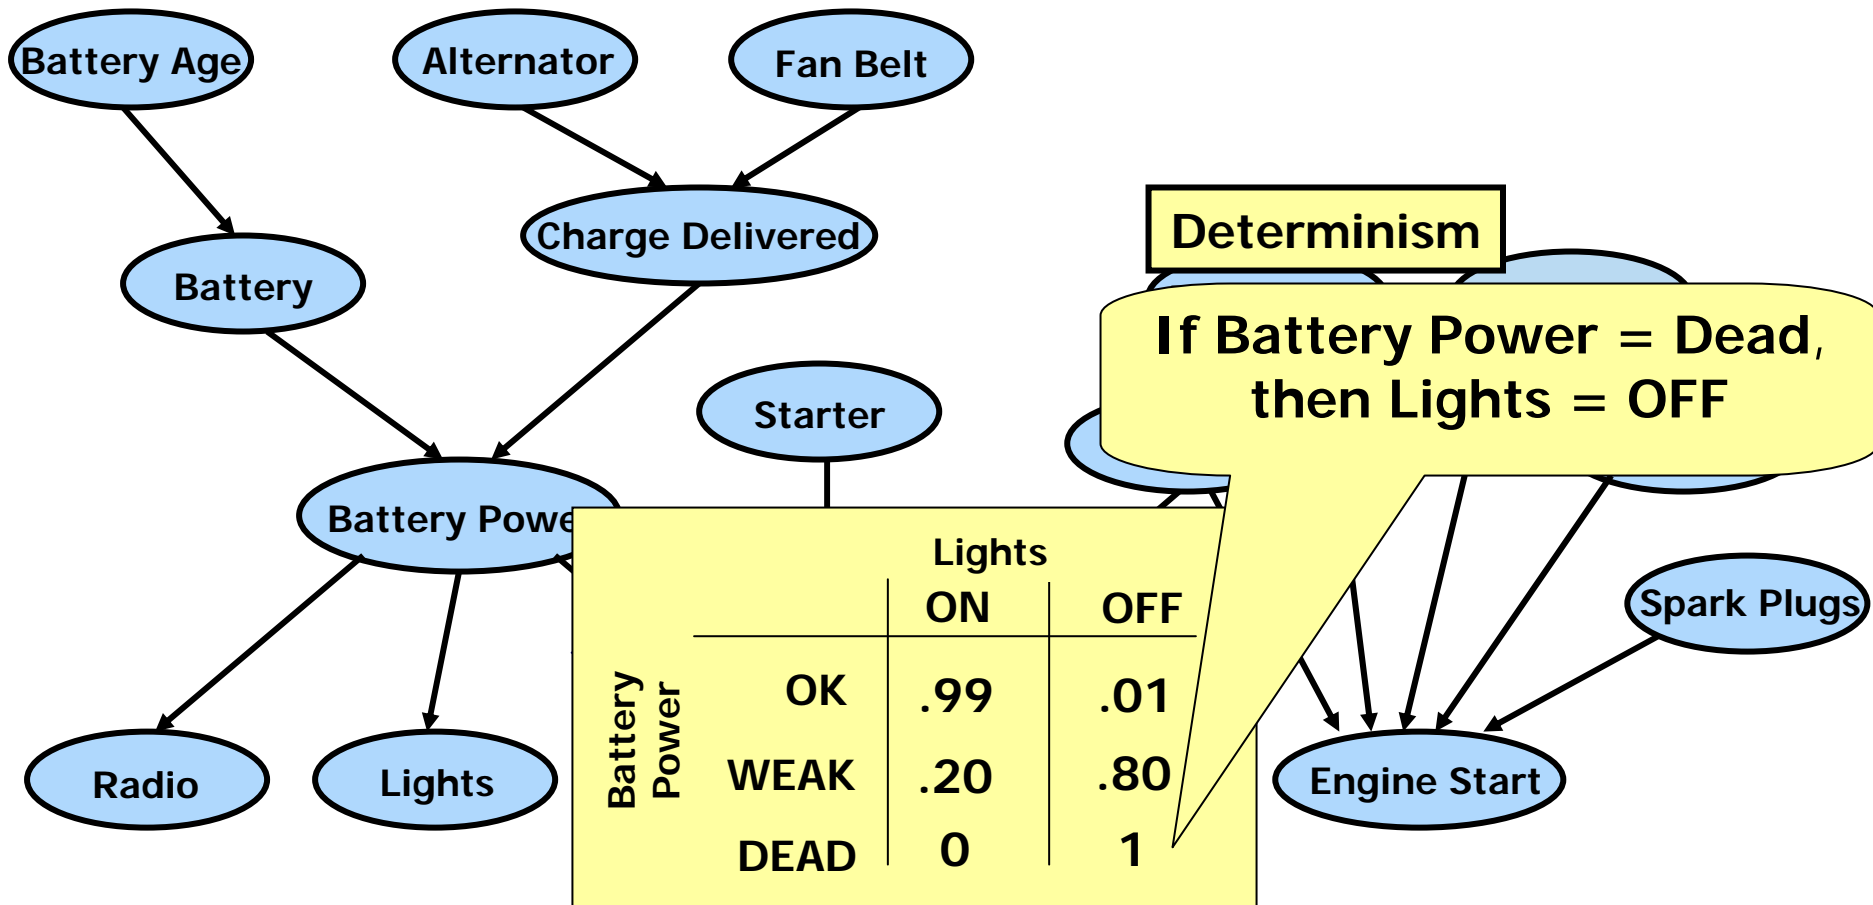 Battery Age
Alternator
Fan Belt
Charge Delivered
Determinism
Battery
If Battery Power = Dead,
then Lights = OFF
Starter
Battery Powe
Lights
ON OFF
Spark Plugs
Battery
Power
OK .99 .01
WEAK .20 .80
DEAD 0 1
Radio
Lights
Engine Start